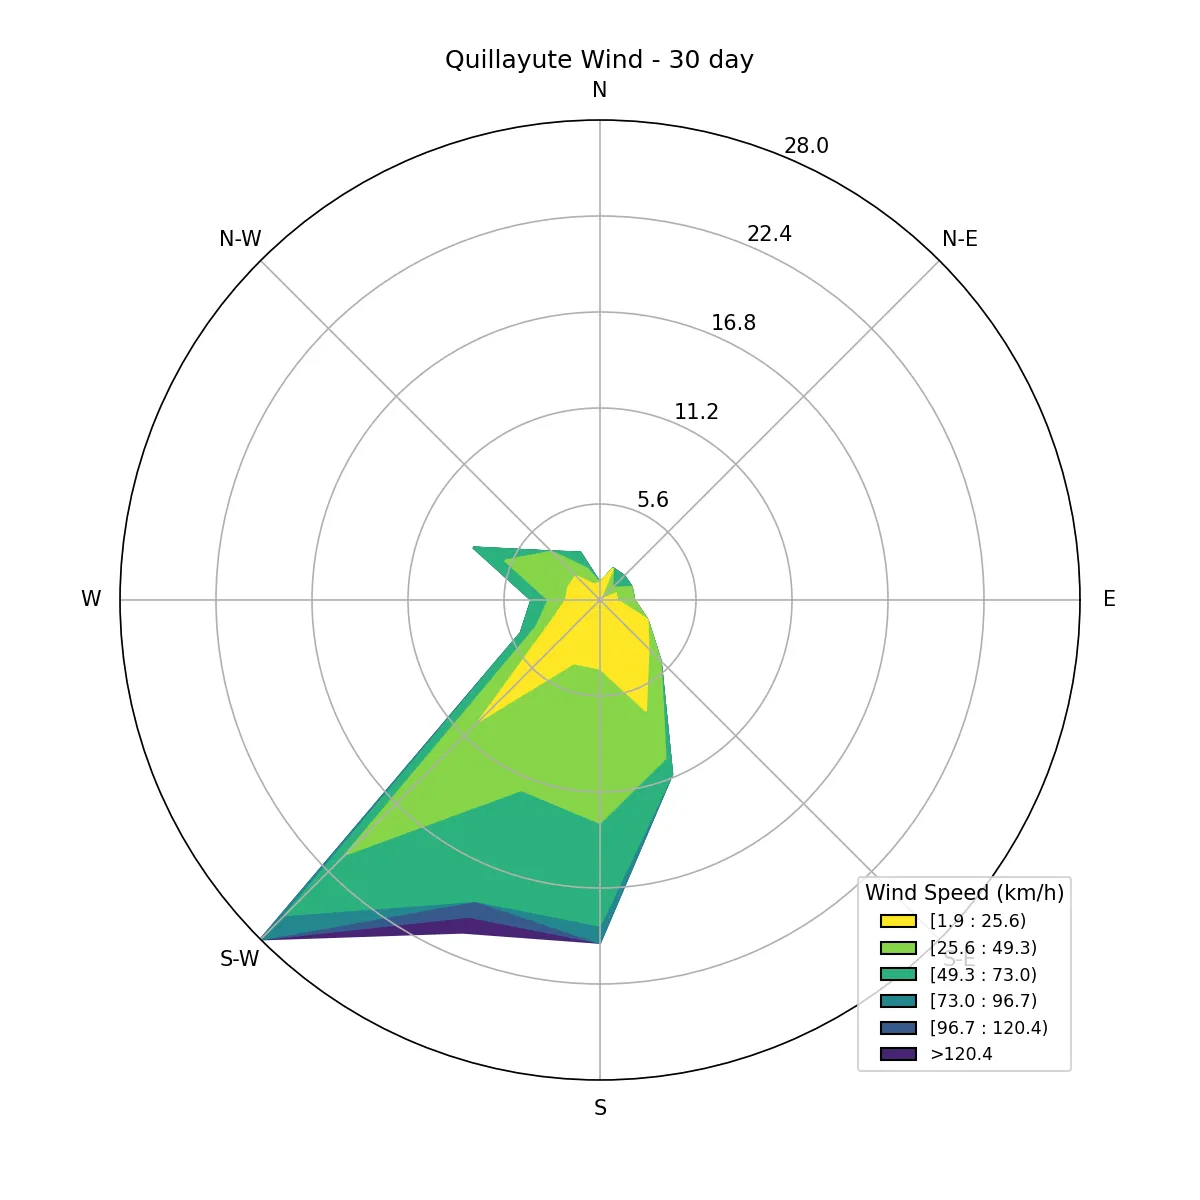 Quillayute Wind - 30 day
N
28.0
N-W
22.4
N-E
16.8
11.2
5.6
W
E
S-W
S-E
S
Wind Speed (km/h)
[1.9 : 25.6)
[25.6 : 49.3)
[49.3 : 73.0)
[73.0 : 96.7)
[96.7 : 120.4)
>120.4